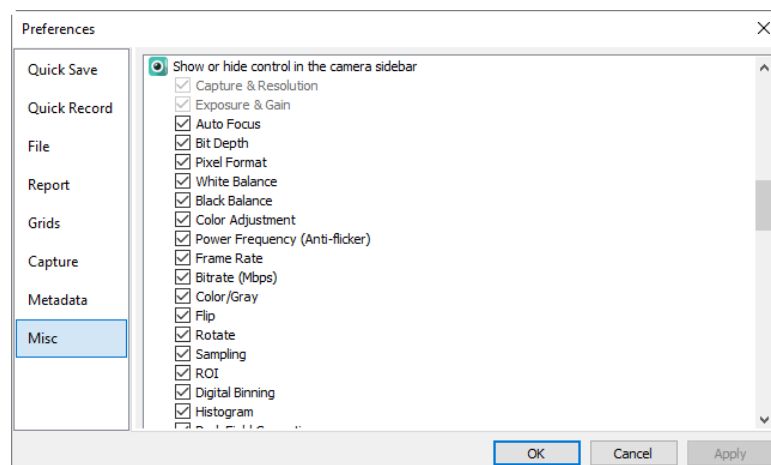 Preferences
Quick Save
Quick Record
File
Report
Grids
Capture
Metadata
Misc
Show or hide control in the camera sidebar
Capture & Resolution
Exposure & Gain
Auto Focus
Bit Depth
Pixel Format
White Balance
Black Balance
Color Adjustment
Power Frequency (Anti-flicker)
Frame Rate
Bitrate (Mbps)
Color/Gray
Flip
Rotate
Sampling
ROI
Digital Binning
Histogram
OK
Cancel
Apply